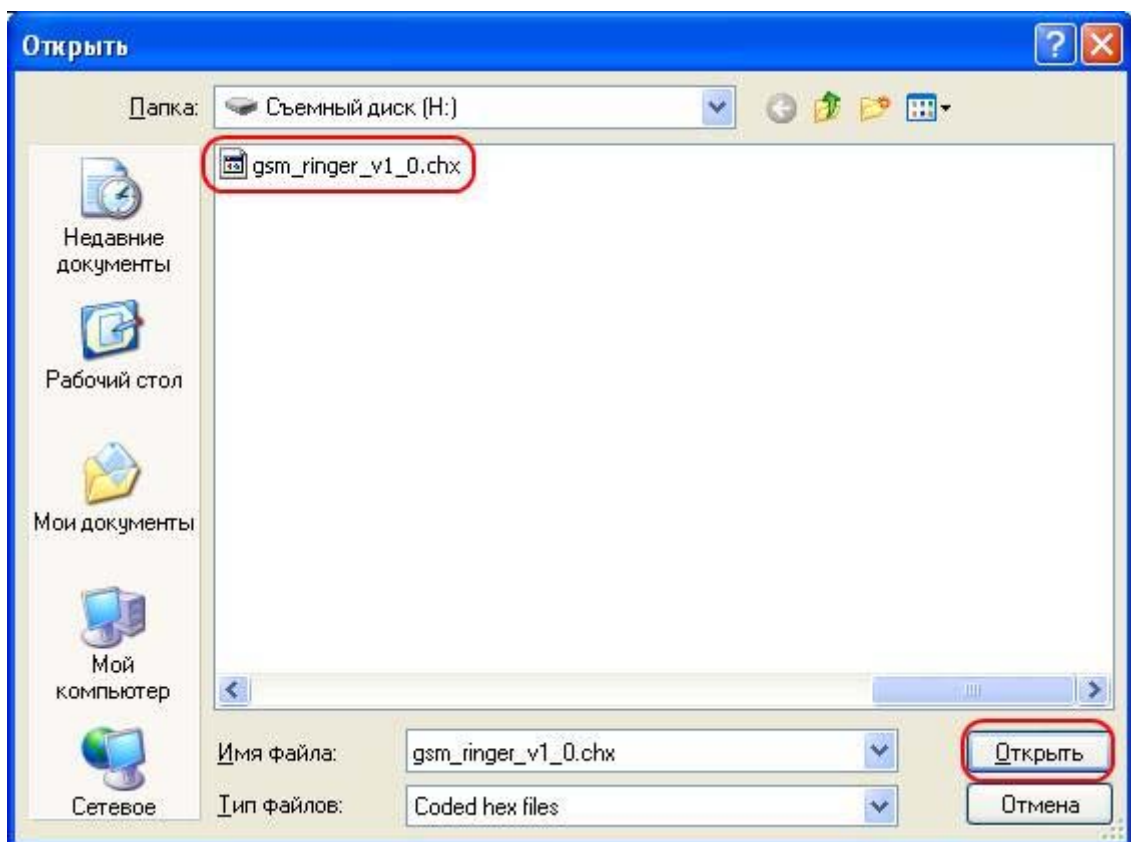 Открыть
Папка:
Съемный диск (H:)
gsm_ringer_v1_0.chx
Недавние
документы
Рабочий стол
Мои документы
Мой
компьютер
Сетевое
Имя файла:
gsm_ringer_v1_0.chx
Открыть
Тип файлов:
Coded hex files
Отмена